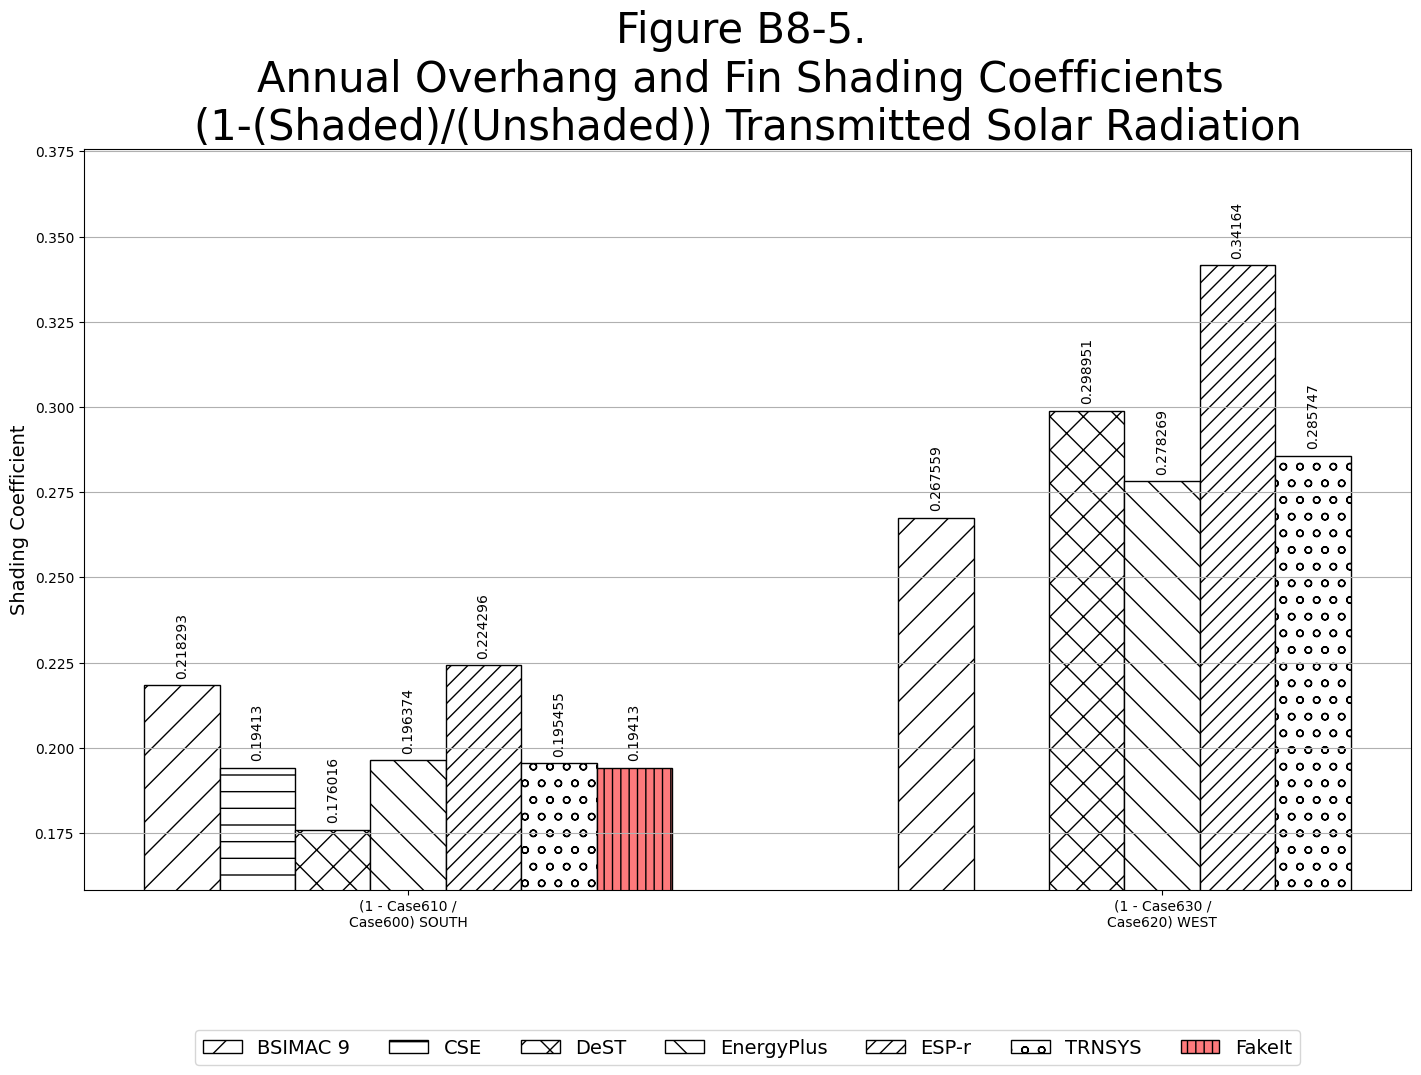 Figure B8-5.
Annual Overhang and Fin Shading Coefficients
(1-(Shaded)/(Unshaded)) Transmitted Solar Radiation
Shading Coefficient
0.375
0.350
0.325
0.300
0.275
0.250
0.225
0.200
0.175
0.218293
0.19413
0.176016
0.196374
0.224296
0.195455
0.19413
0.267559
0.298951
0.278269
0.34164
0.285747
(1 - Case610 /
Case600) SOUTH
(1 - Case630 /
Case620) WEST
BSIMAC 9
CSE
DeST
EnergyPlus
ESP-r
TRNSYS
FakeIt